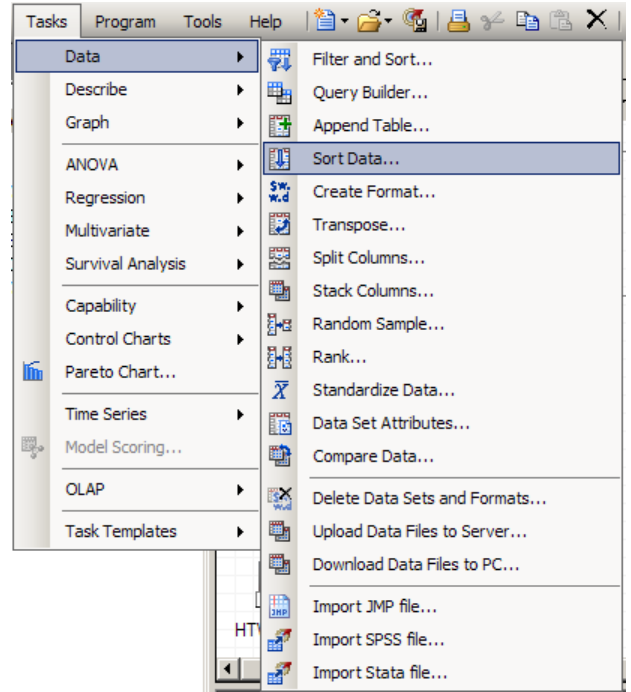 Tasks Program Tools Help
Data
Describe
Graph
ANOVA
Regression
Multivariate
Survival Analysis
Capability
Control Charts
Pareto Chart...
Time Series
Model Scoring...
OLAP
Task Templates
Filter and Sort...
Query Builder...
Append Table...
Sort Data...
$w.
w.d
Create Format...
Transpose...
Split Columns...
Stack Columns...
Random Sample...
Rank...
X
Standardize Data...
Data Set Attributes...
Compare Data...
Delete Data Sets and Formats...
Upload Data Files to Server...
Download Data Files to PC...
JMP
Import JMP file...
Import SPSS file...
Import Stata file...